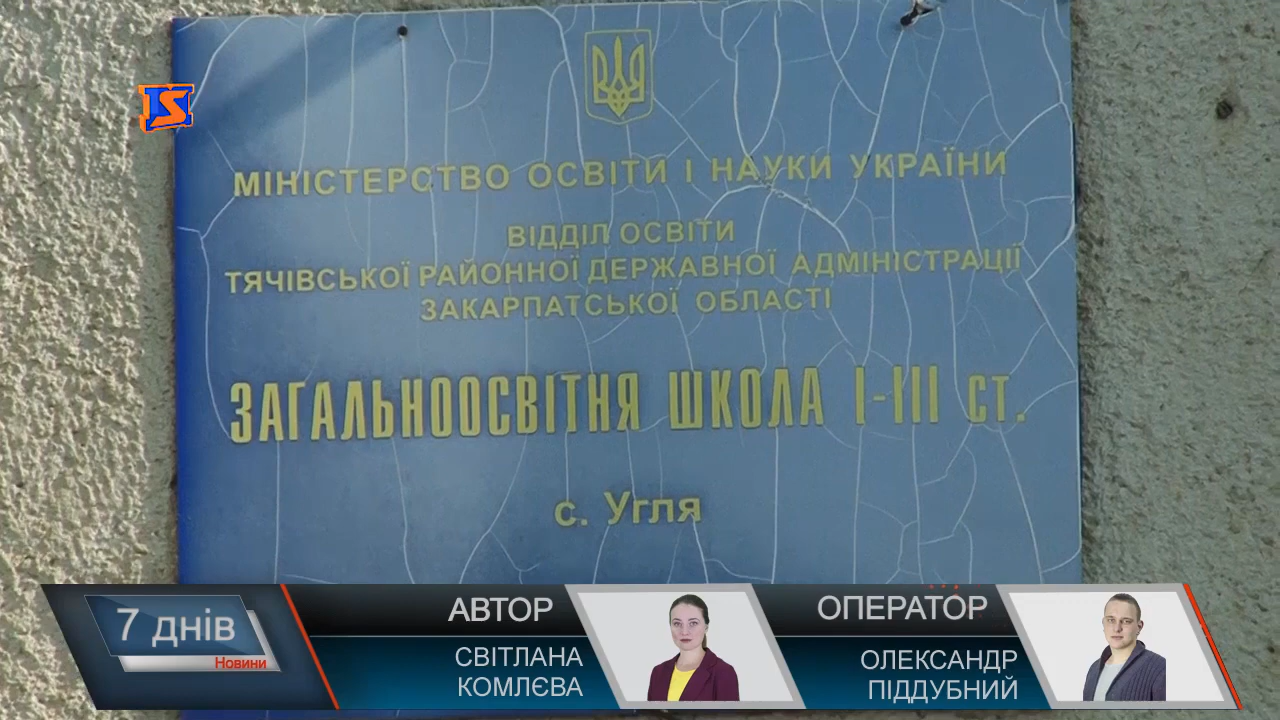 МІНІСТЕРСТВО ОСВІТИ І НАУКИ УКРАЇНИ
ВІДДІЛ ОСВІТИ
ТЯЧІВСЬКОЇ РАЙОННОЇ ДЕРЖАВНОЇ АДМІНІСТРАЦІЇ
ЗАКАРПАТСЬКОЇ ОБЛАСТІ
ЗАГАЛЬНООСВІТНЯ ШКОЛА І-ІІІ ст.
с. Угля
7 днів
Новини
АВТОР
СВІТЛАНА
КОМЛЄВА
ОПЕРАТОР
ОЛЕКСАНДР
ПІДДУБНИЙ